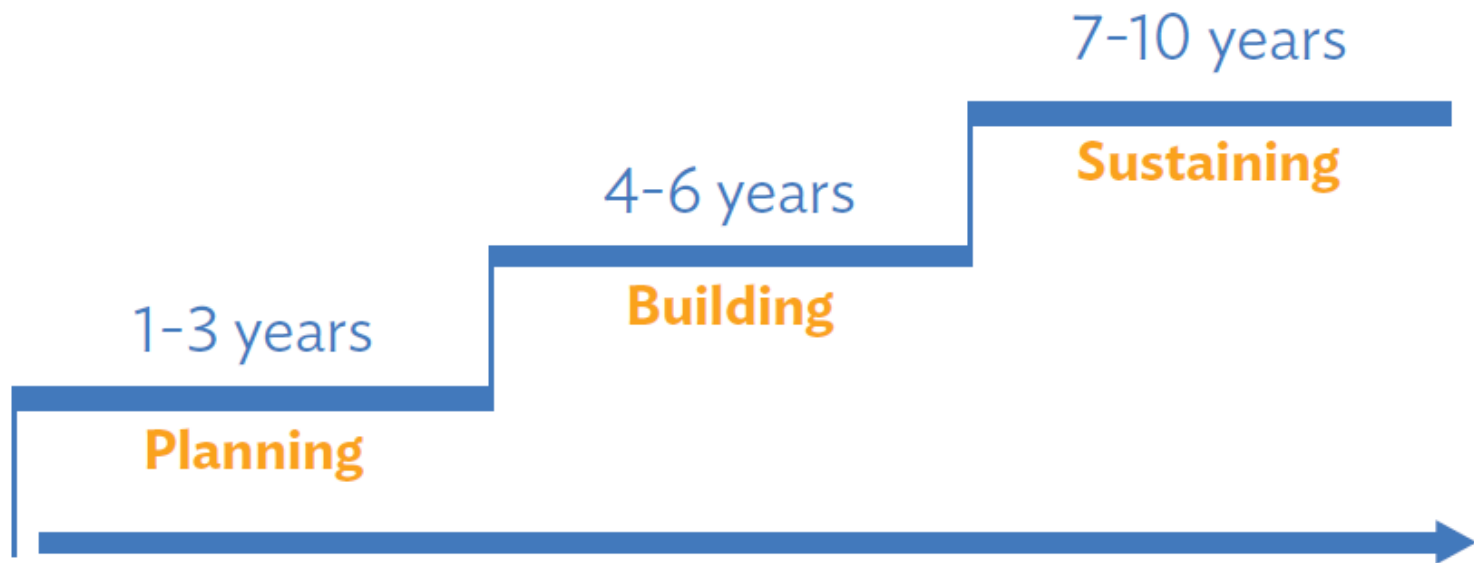 7-10 years
Sustaining
4-6 years
Building
1-3 years
Planning